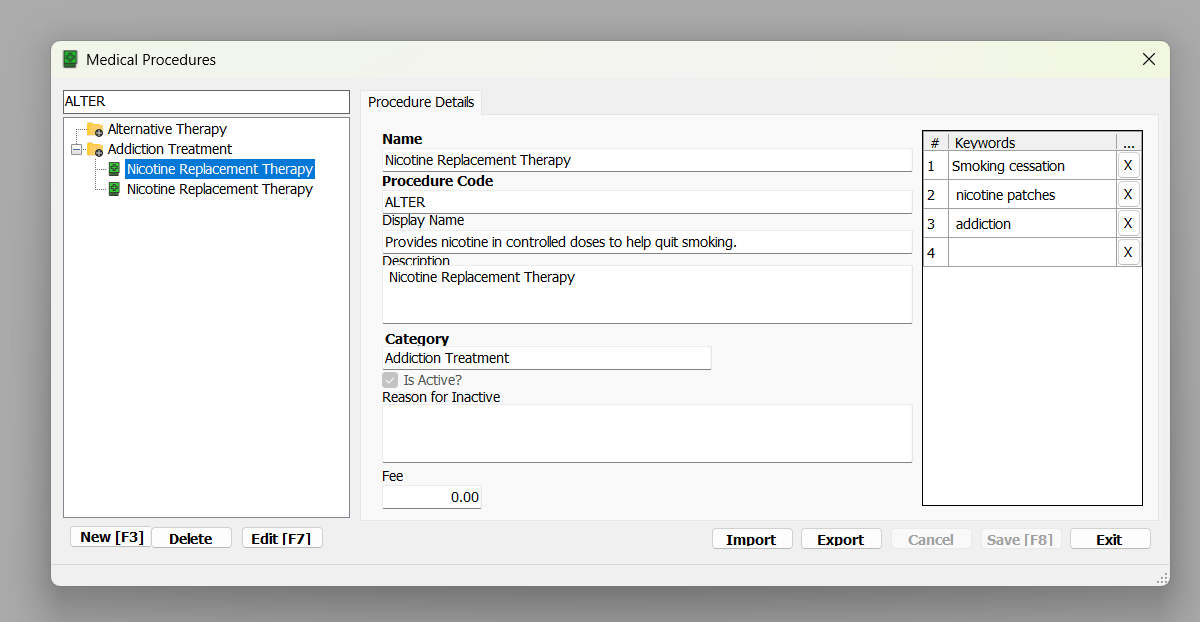 Medical Procedures
ALTER
Alternative Therapy
Addiction Treatment
Nicotine Replacement Therapy
Nicotine Replacement Therapy
New [F3]
Delete
Edit [F7]
Procedure Details
Name
Nicotine Replacement Therapy
Procedure Code
ALTER
Display Name
Provides nicotine in controlled doses to help quit smoking.
Description
Nicotine Replacement Therapy
Category
Addiction Treatment
Is Active?
Reason for Inactive
Fee
0.00
# Keywords ...
1 Smoking cessation X
2 nicotine patches X
3 addiction X
4 X
Import
Export
Cancel
Save [F8]
Exit